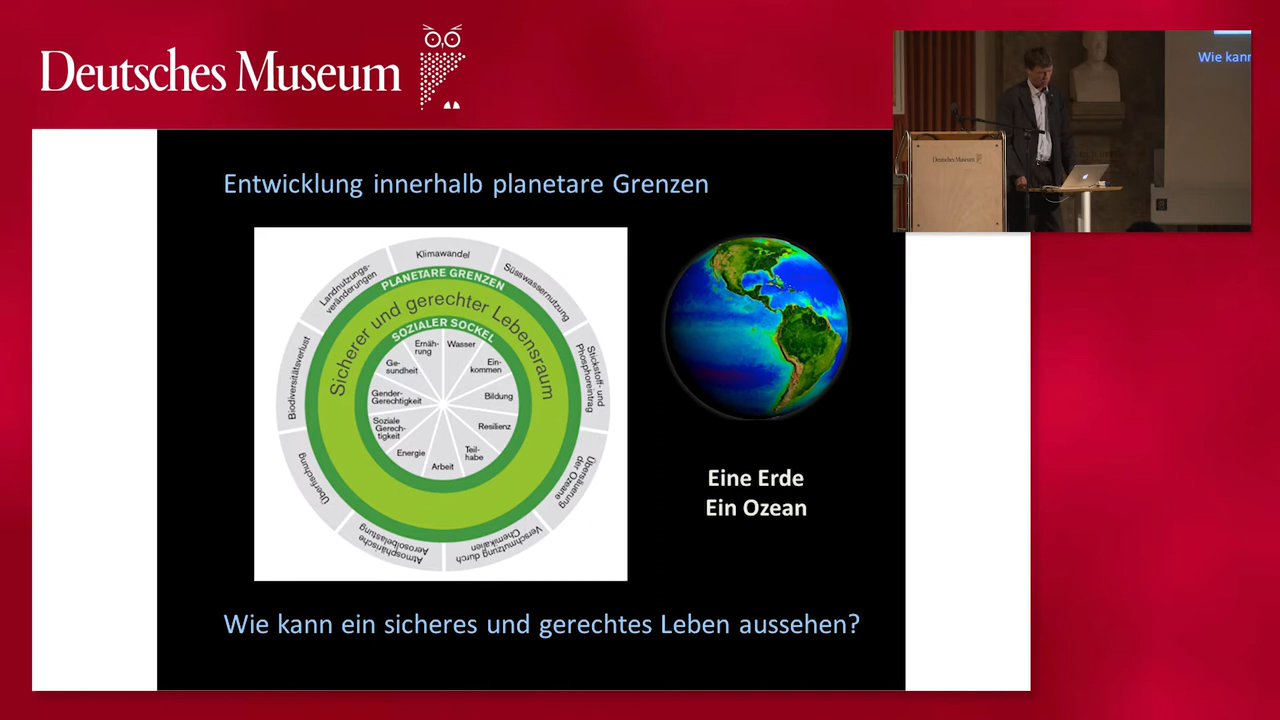 Deutsches Museum
Wie kann
Deutsches Museum
Entwicklung innerhalb planetare Grenzen
Klimawandel
Süsswassernutzung
Stickstoff- und
Phosphoreintrag
Übersäuerung
der Ozeane
Verschmutzung durch
Chemikalien
Atmosphärische
Aerosolbelastung
Überfischung
Biodiversitätsverlust
Landnutzungs-
veränderungen
PLANETARE GRENZEN
Sicherer und gerechter Lebensraum
SOZIALER SOCKEL
Wasser
Ein-
kommen
Bildung
Resilienz
Teil-
habe
Arbeit
Energie
Soziale
Gerech-
tigkeit
Gender-
Gerechtigkeit
Ge-
sundheit
Ernäh-
rung
Eine Erde
Ein Ozean
Wie kann ein sicheres und gerechtes Leben aussehen?